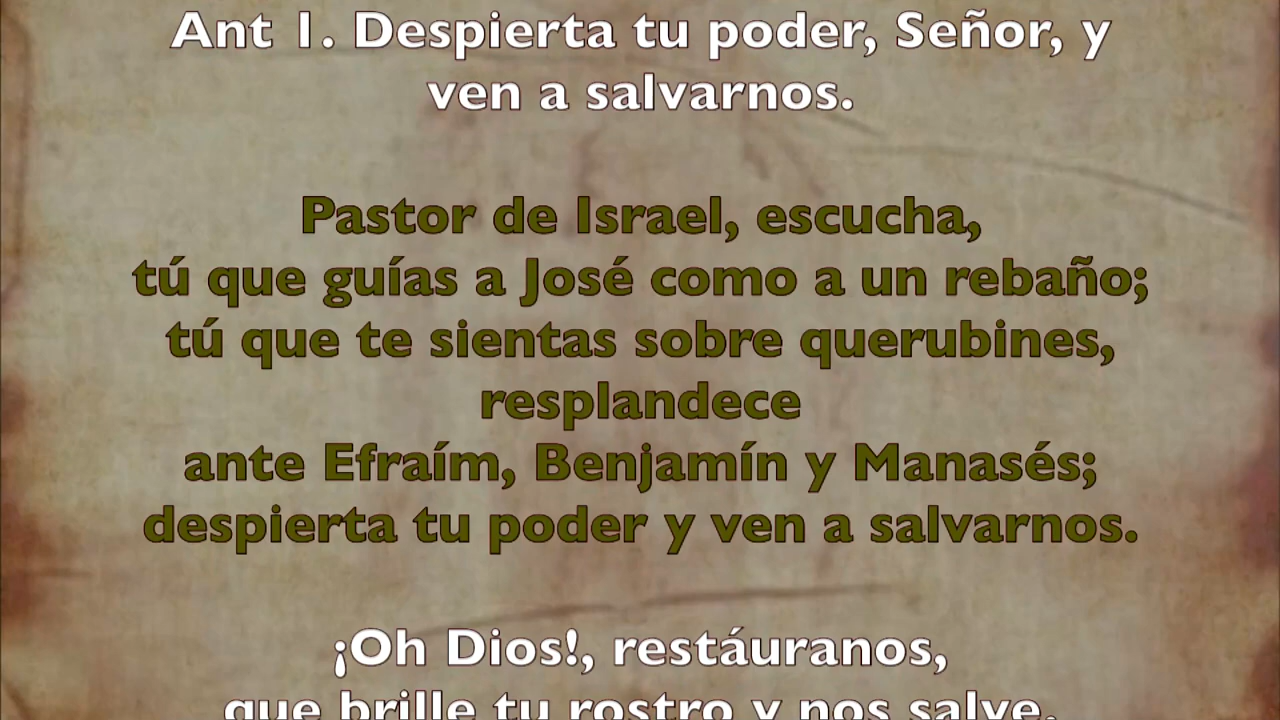 Ant 1. Despierta tu poder, Señor, y
ven a salvarnos.
Pastor de Israel, escucha,
tú que guías a José como a un rebaño;
tú que te sientas sobre querubines,
resplandece
ante Efraím, Benjamín y Manasés;
despierta tu poder y ven a salvarnos.
¡Oh Dios!, restáuranos,
que brille tu rostro y nos salve.